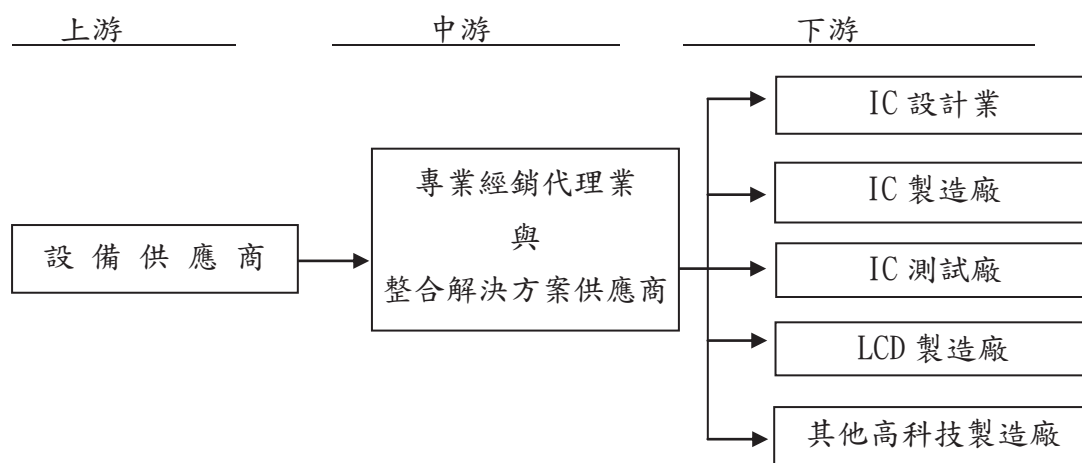 上游
中游
下游
設備供應商
專業經銷代理業
與
整合解決方案供應商
IC 設計業
IC 製造廠
IC 測試廠
LCD 製造廠
其他高科技製造廠